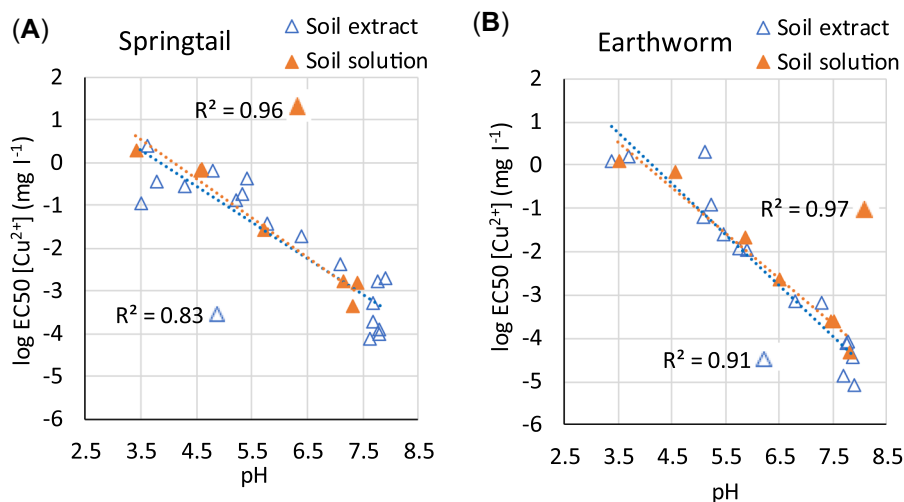 (A)
Springtail
Soil extract
Soil solution
2
1
0
-1
-2
-3
-4
-5
-6
log EC50 [Cu²⁺] (mg l⁻¹)
R² = 0.96
R² = 0.83
2.5 3.5 4.5 5.5 6.5 7.5 8.5
pH
(B)
Earthworm
Soil extract
Soil solution
2
1
0
-1
-2
-3
-4
-5
-6
log EC50 [Cu²⁺] (mg l⁻¹)
R² = 0.97
R² = 0.91
2.5 3.5 4.5 5.5 6.5 7.5 8.5
pH